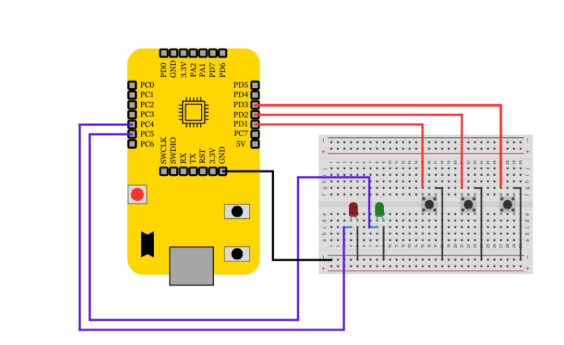 PD0
GND
3.3V
PA2
PA1
PD7
PD6
PC0
PC1
PC2
PC3
PC4
PC5
PC6
PD5
PD4
PD3
PD2
PD1
PC7
5V
SWCLK
SWDIO
RX
TX
RST
3.3V
GND